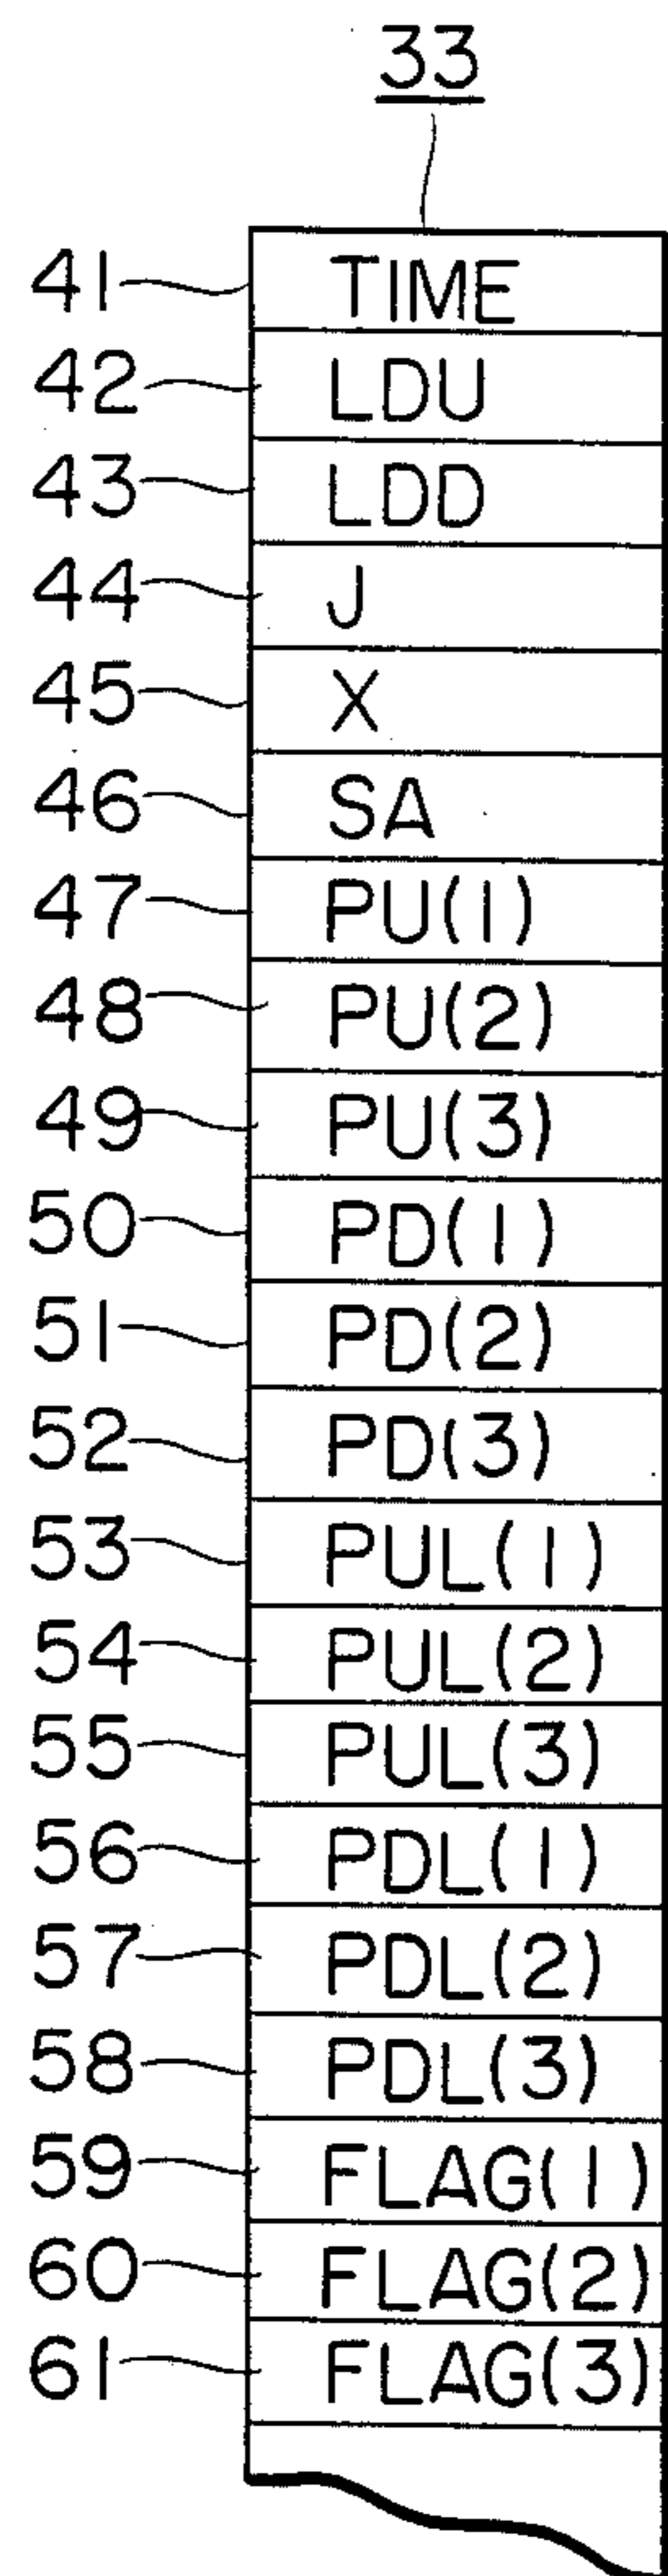 33
41 TIME
42 LDU
43 LDD
44 J
45 X
46 SA
47 PU(1)
48 PU(2)
49 PU(3)
50 PD(1)
51 PD(2)
52 PD(3)
53 PUL(1)
54 PUL(2)
55 PUL(3)
56 PDL(1)
57 PDL(2)
58 PDL(3)
59 FLAG(1)
60 FLAG(2)
61 FLAG(3)